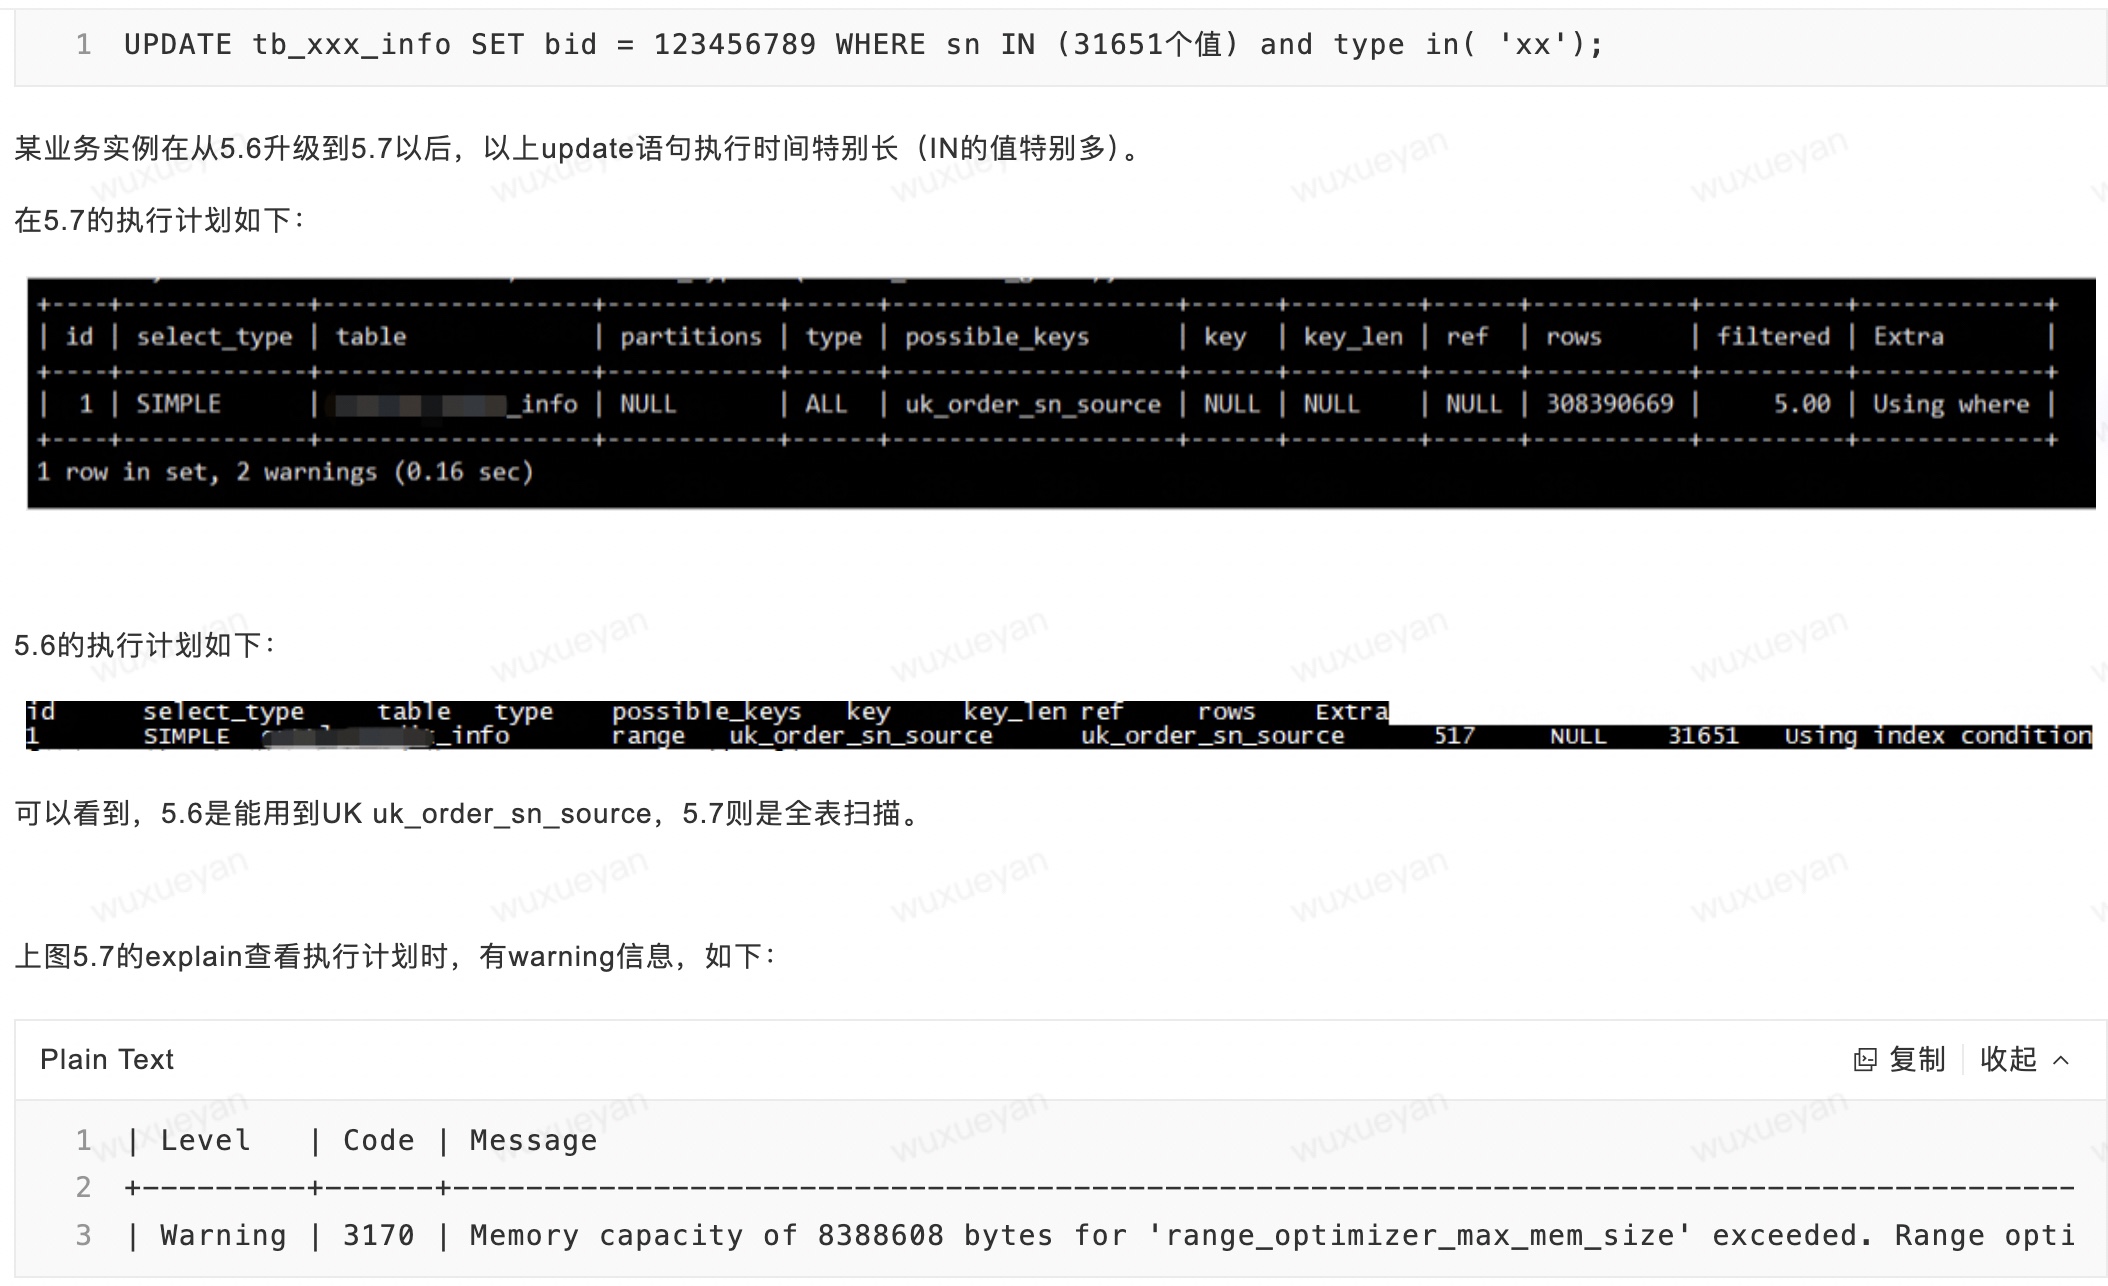 1 UPDATE tb_xxx_info SET bid = 123456789 WHERE sn IN (31651个值) and type in( 'xx');
某业务实例在从5.6升级到5.7以后，以上update语句执行时间特别长（IN的值特别多）。
在5.7的执行计划如下：
+----+-------------+--------------------+------------+------+--------------------+------+---------+------+-----------+----------+-------------+
| id | select_type | table | partitions | type | possible_keys | key | key_len | ref | rows | filtered | Extra |
+----+-------------+--------------------+------------+------+--------------------+------+---------+------+-----------+----------+-------------+
| 1 | SIMPLE | _info | NULL | ALL | uk_order_sn_source | NULL | NULL | NULL | 308390669 | 5.00 | Using where |
+----+-------------+--------------------+------------+------+--------------------+------+---------+------+-----------+----------+-------------+
1 row in set, 2 warnings (0.16 sec)
5.6的执行计划如下：
id select_type table type possible_keys key key_len ref rows Extra
1 SIMPLE _info range uk_order_sn_source uk_order_sn_source 517 NULL 31651 Using index condition
可以看到，5.6是能用到UK uk_order_sn_source，5.7则是全表扫描。
上图5.7的explain查看执行计划时，有warning信息，如下：
Plain Text 复制 收起
1 | Level | Code | Message
2 +---------+------+-----------------------------------------------------------------------------------------
3 | Warning | 3170 | Memory capacity of 8388608 bytes for 'range_optimizer_max_mem_size' exceeded. Range opti
wuxueyan